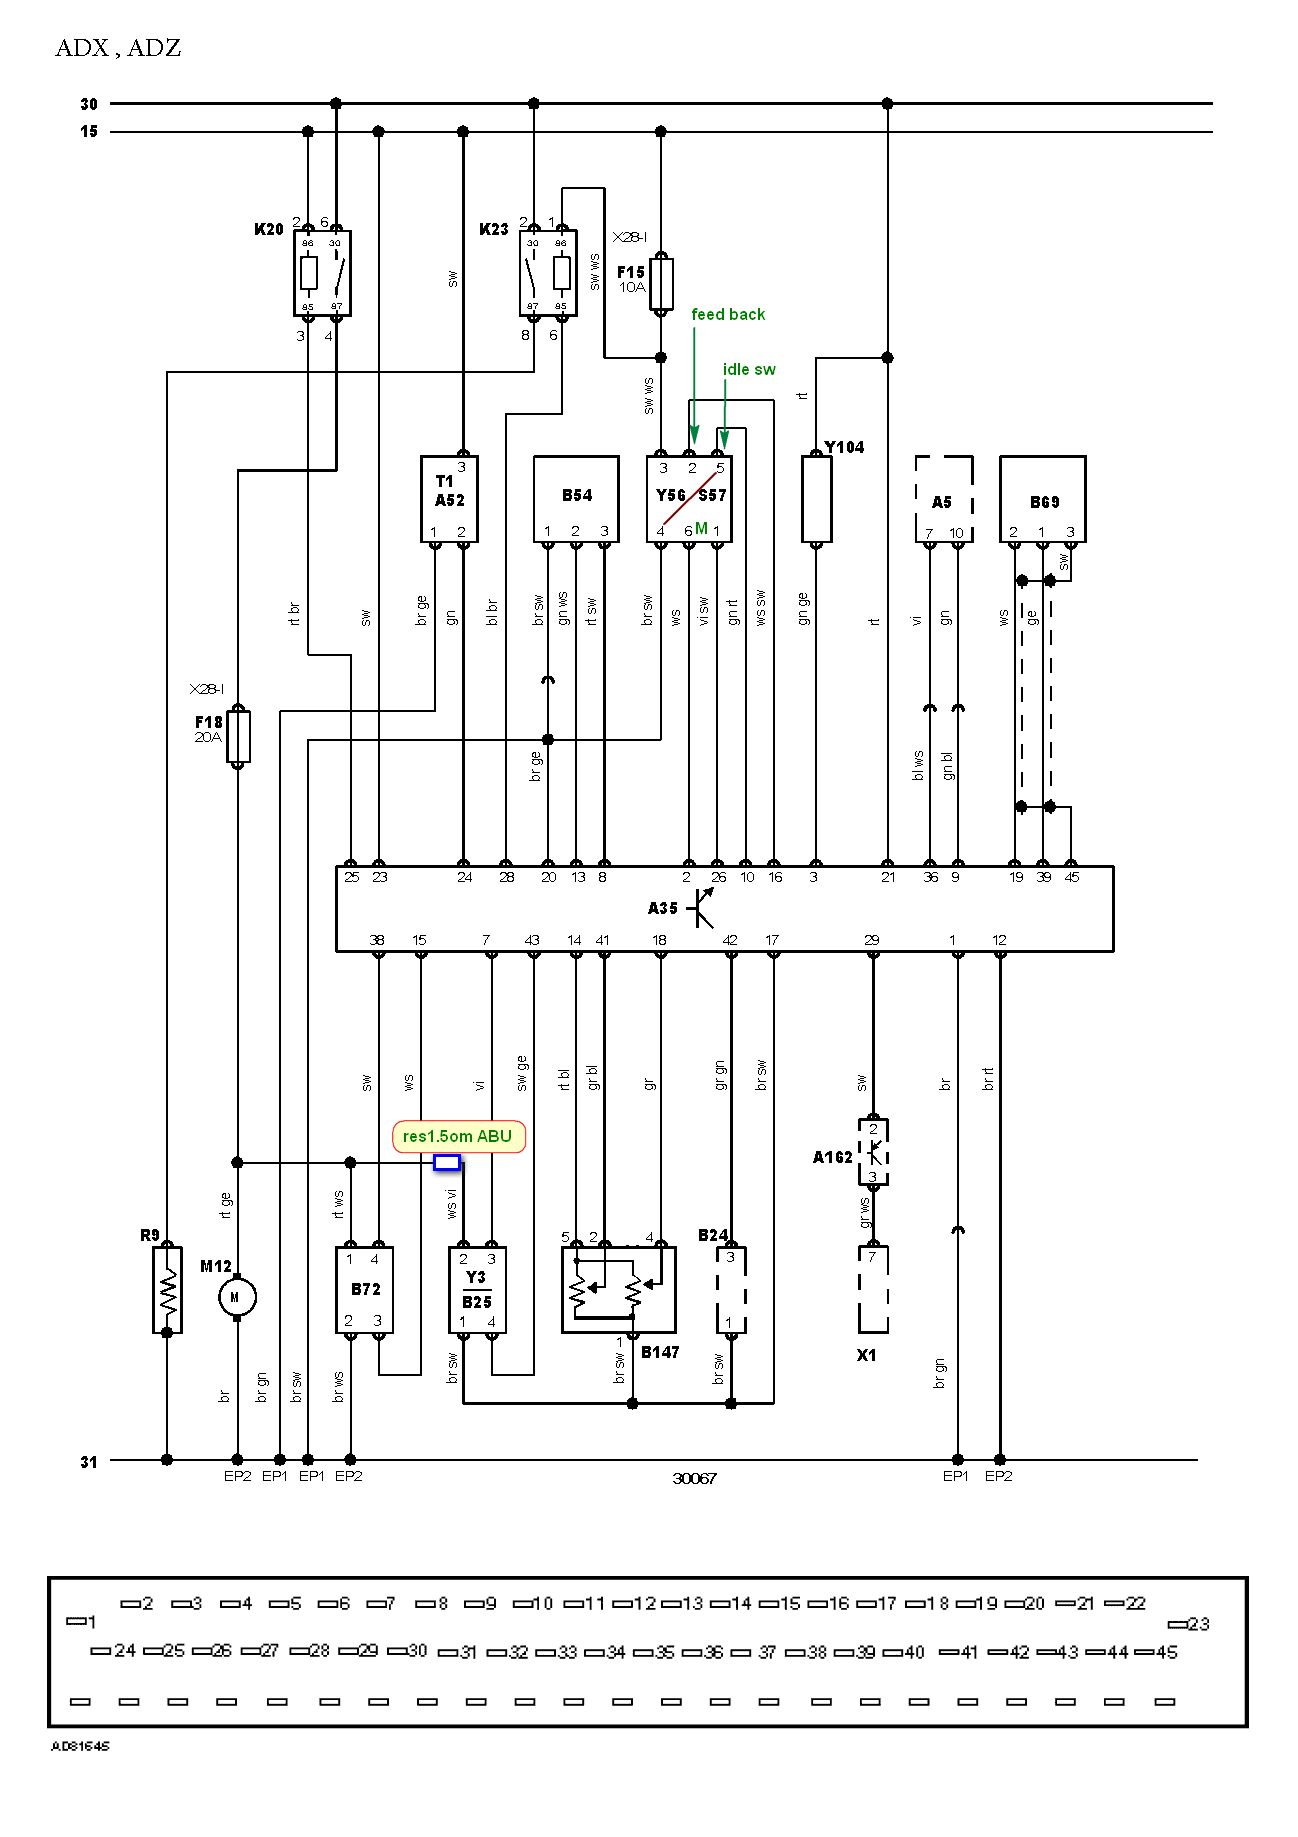 ADX , ADZ
30
15
2 6
K20
86 30
85 87
3 4
sw
K23
2 1
30 86
87 85
8 6
sw ws
X28-I
F15
10A
feed back
idle sw
sw ws
rt
Y104
3
T1
A52
1 2
B54
1 2 3
3 2 5
Y56 S57
M
4 6 1
A5
7 10
B69
2 1 3
sw
rt br
sw
br ge
gn
bl br
br sw
gn ws
rt sw
br sw
ws
vi sw
gn rt
ws sw
gn ge
rt
vi
gn
ws
ge
X28-I
F18
20A
br ge
bl ws
gn bl
25 23 24 28 20 13 8 2 26 10 16 3 21 36 9 19 39 45
A35
38 15 7 43 14 41 18 42 17 29 1 12
sw
ws
vi
sw ge
rt bl
gr bl
gr
gr gn
br sw
sw
br
br rt
res1.5om ABU
2
A162
3
rt ge
rt ws
ws vi
gr ws
R9
M12
M
1 4
B72
2 3
2 3
Y3
B25
1 4
5 2 4
1
B147
B24
3
1
7
X1
br
br gn
br sw
br ws
br sw
br sw
br sw
br gn
31
EP2 EP1 EP1 EP2
30067
EP1 EP2
2 3 4 5 6 7 8 9 10 11 12 13 14 15 16 17 18 19 20 21 22
1
23
24 25 26 27 28 29 30 31 32 33 34 35 36 37 38 39 40 41 42 43 44 45
AD81645